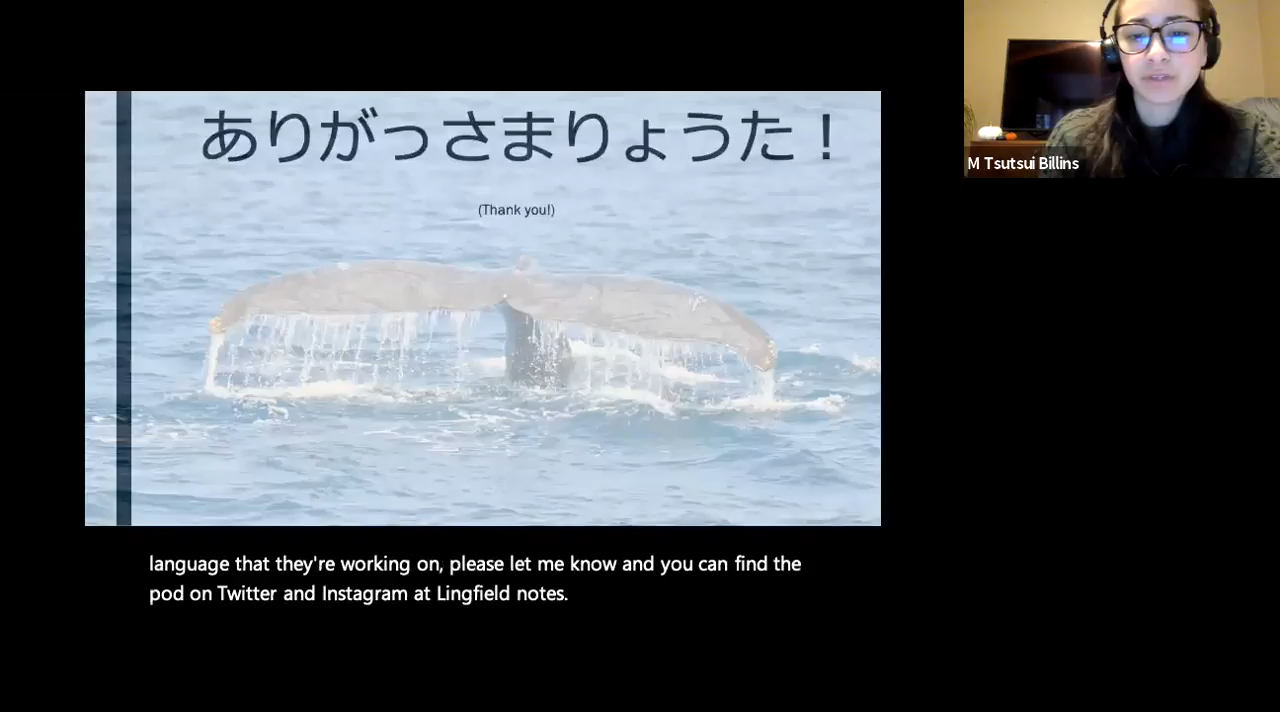 ありがっさまりょうた！
(Thank you!)
M Tsutsui Billins
language that they're working on, please let me know and you can find the
pod on Twitter and Instagram at Lingfield notes.